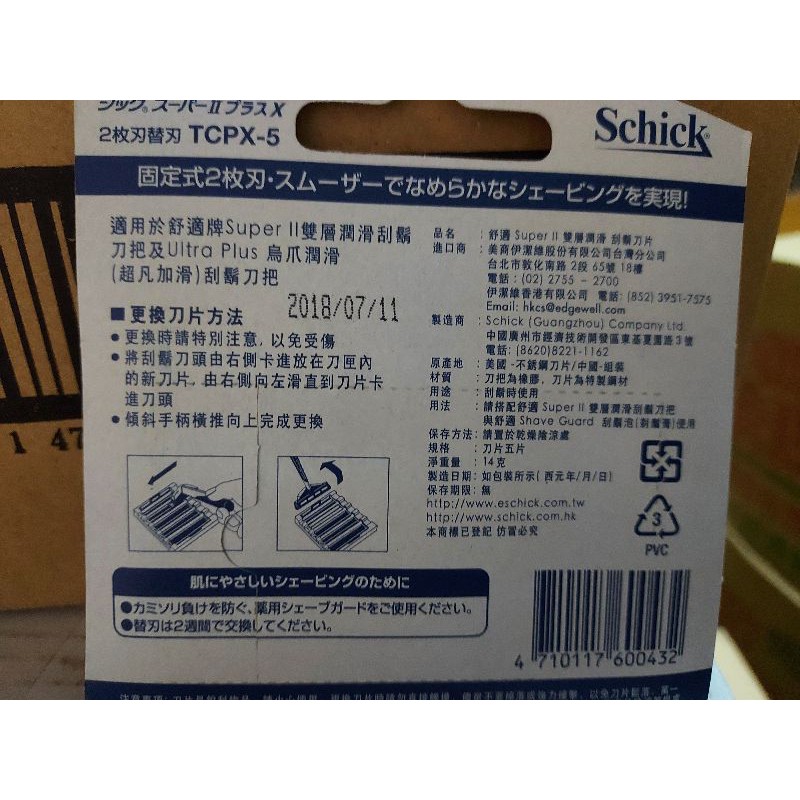 シック® スーパーII プラスX
2枚刃替刃 TCPX-5
Schick
固定式2枚刃・スムーザーでなめらかなシェービングを実現!
適用於舒適牌Super II雙層潤滑刮鬍
刀把及Ultra Plus 烏爪潤滑
(超凡加滑)刮鬍刀把
2018/07/11
■ 更換刀片方法
● 更換時請特別注意, 以免受傷
● 將刮鬍刀頭由右側卡進放在刀匣內
的新刀片, 由右側向左滑直到刀片卡
進刀頭
● 傾斜手柄橫推向上完成更換
品名 : 舒適 Super II 雙層潤滑 刮鬍刀片
進口商 : 美商伊潔維股份有限公司台灣分公司
台北市敦化南路 2段 65號 18樓
電話 : (02) 2755 - 2700
伊潔維香港有限公司 電話: (852) 3951-7575
Email: hkcs@edgewell.com
製造商 : Schick (Guangzhou) Company Ltd.
中國廣州市經濟技術開發區東基夏園路3號
電話: (8620)8221-1162
原產地 : 美國 -不銹鋼刀片/中國-組裝
材質 : 刀把為橡膠, 刀片為特製鋼材
用途 : 刮鬍時使用
用法 : 請搭配舒適 Super II 雙層潤滑刮鬍刀把
與舒適 Shave Guard 刮鬍泡(剃鬚膏)使用
保存方法: 請置於乾燥陰涼處
規格 : 刀片五片
淨重量 : 14克
製造日期: 如包裝所示( 西元年/月/日)
保存期限: 無
http://www.eschick.com.tw
http://www.schick.com.hk
本商標已登記 仿冒必究
3
PVC
肌にやさしいシェービングのために
●カミソリ負けを防ぐ、薬用シェーブガードをご使用ください。
●替刃は2週間で交換してください。
4 710117 600432
1 47